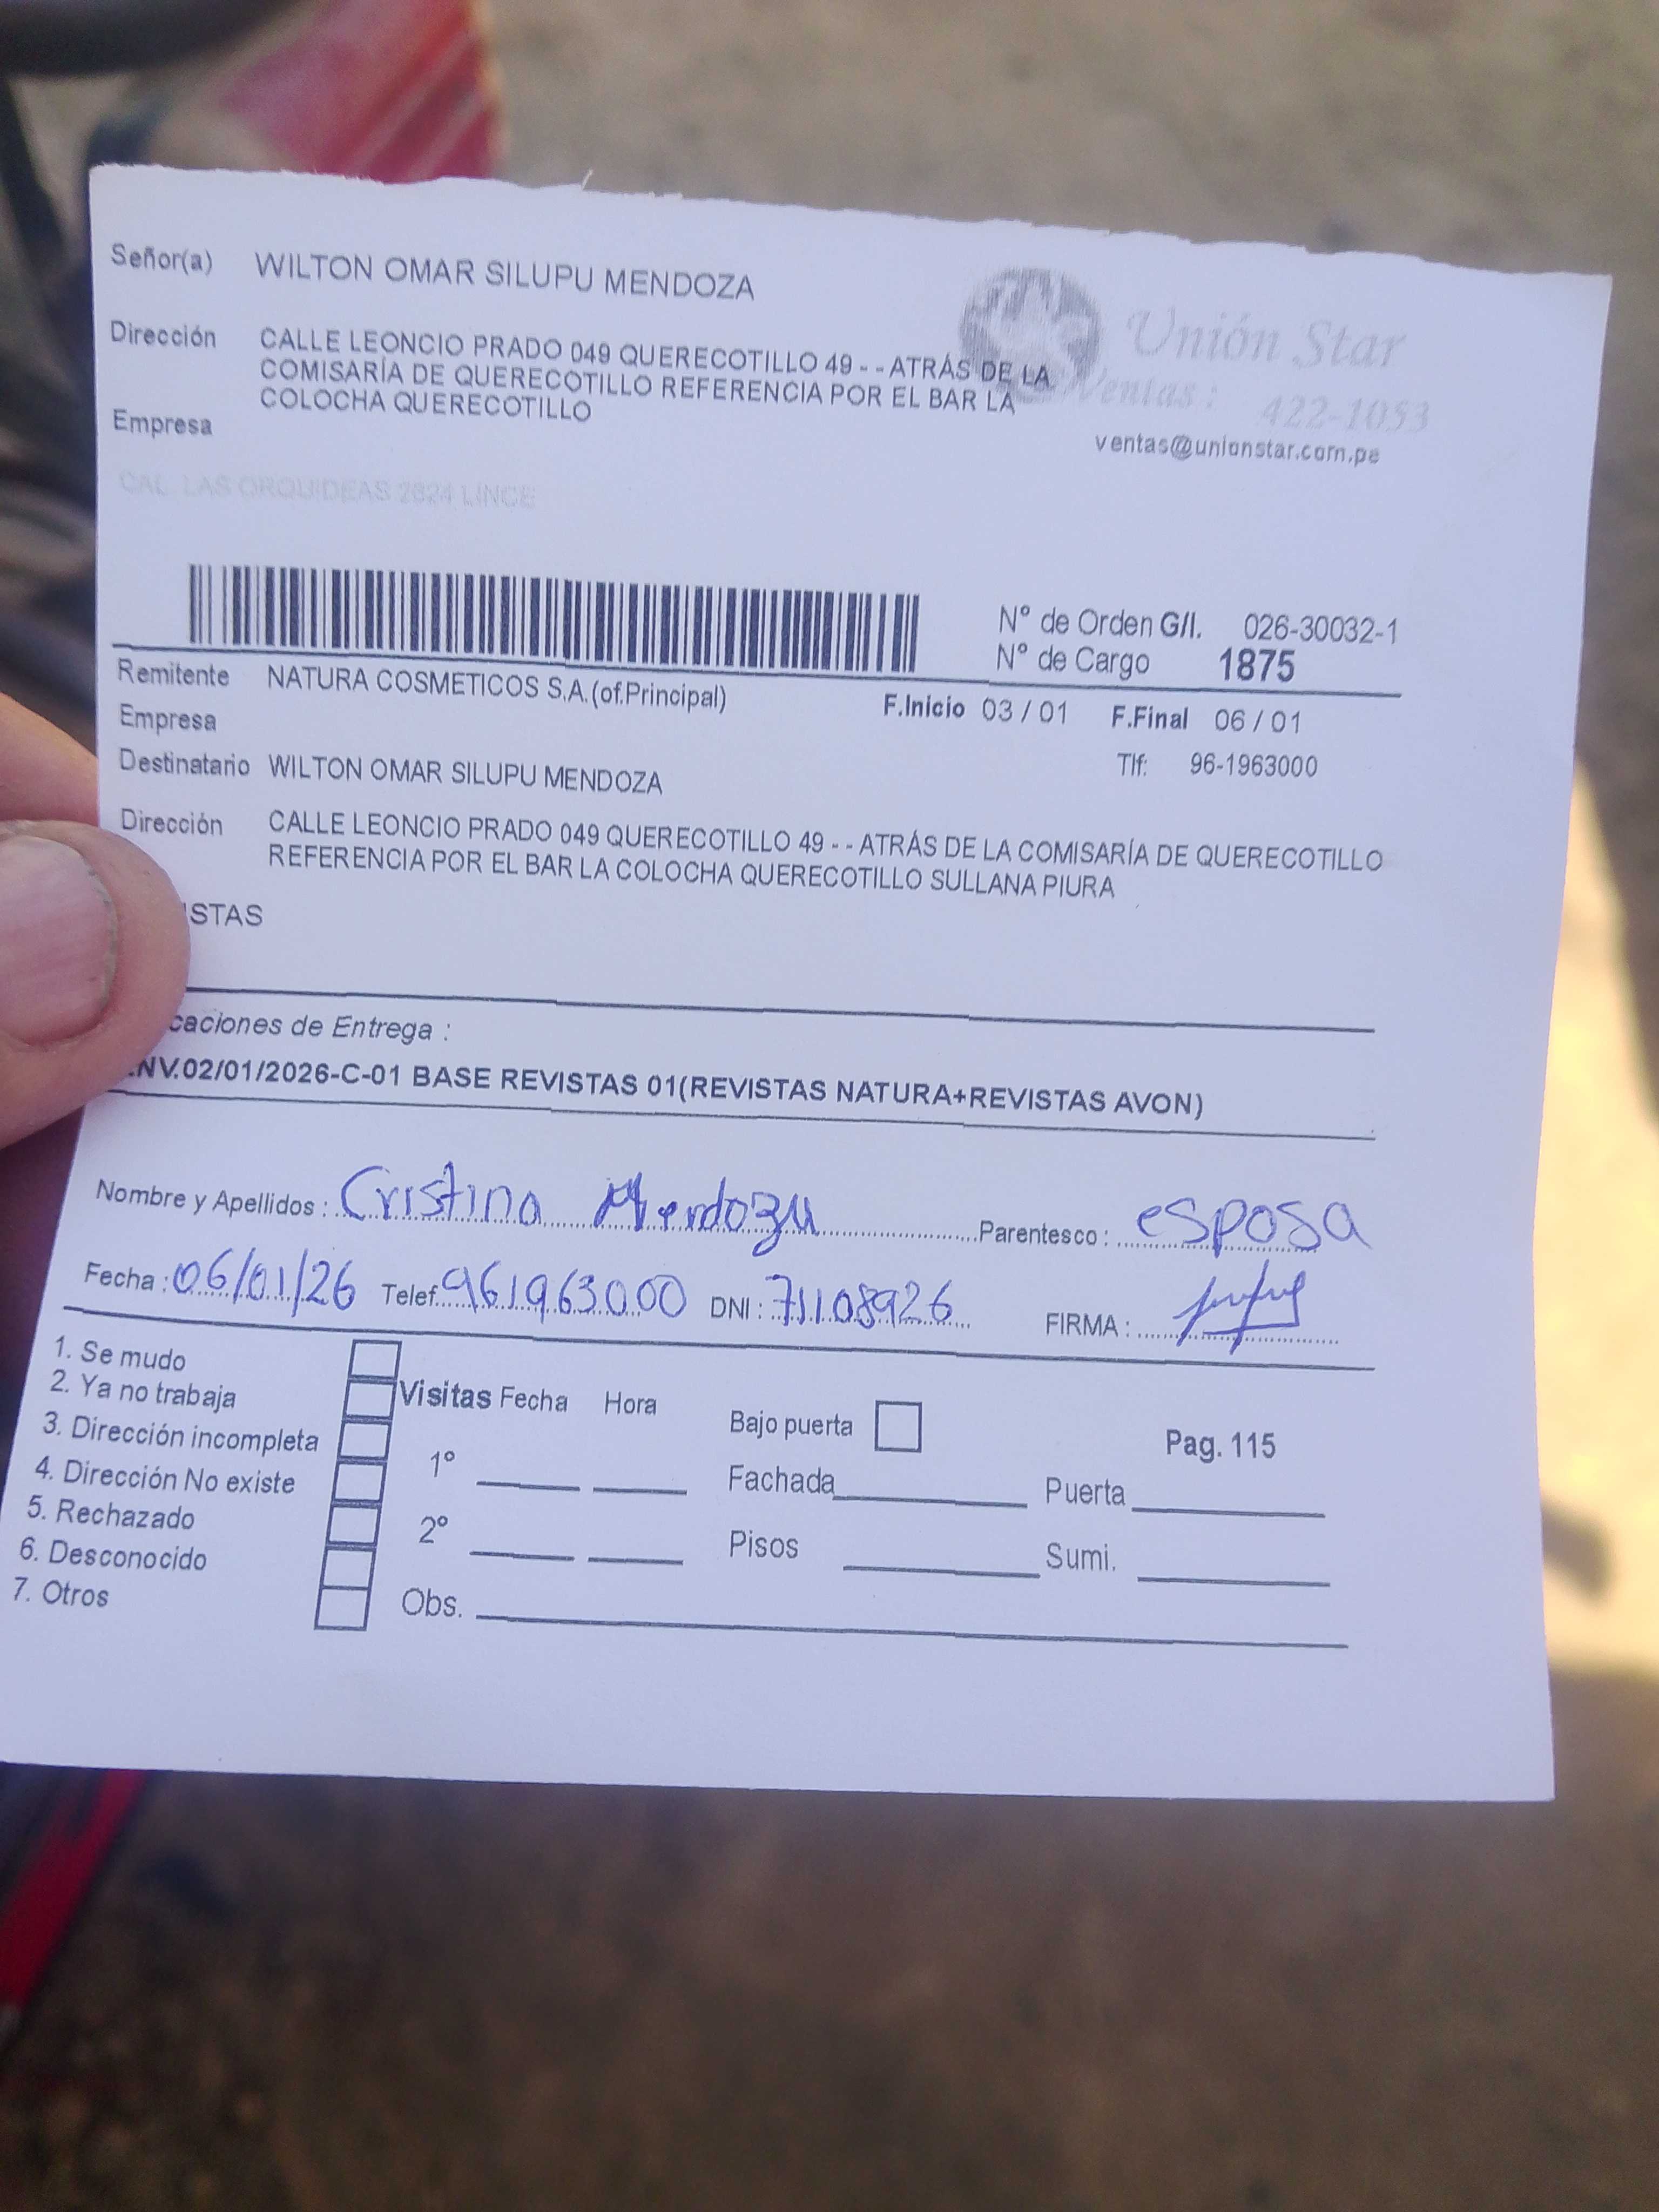 Señor(a) WILTON OMAR SILUPU MENDOZA
Dirección CALLE LEONCIO PRADO 049 QUERECOTILLO 49 - - ATRÁS DE LA
COMISARÍA DE QUERECOTILLO REFERENCIA POR EL BAR LA
COLOCHA QUERECOTILLO
Unión Star
Ventas: 422-1053
ventas@unionstar.com.pe
Empresa
CAL. LAS ORQUIDEAS 2624 LINCE
Nº de Orden G/I. 026-30032-1
Nº de Cargo 1875
Remitente NATURA COSMETICOS S.A.(of.Principal)
F.Inicio 03 / 01 F.Final 06 / 01
Empresa
Destinatario WILTON OMAR SILUPU MENDOZA
Tlf: 96-1963000
Dirección CALLE LEONCIO PRADO 049 QUERECOTILLO 49 - - ATRÁS DE LA COMISARÍA DE QUERECOTILLO
REFERENCIA POR EL BAR LA COLOCHA QUERECOTILLO SULLANA PIURA
ISTAS
caciones de Entrega :
NV.02/01/2026-C-01 BASE REVISTAS 01(REVISTAS NATURA+REVISTAS AVON)
Nombre y Apellidos : Cristina Mendoza Parentesco : esposa
Fecha : 06/01/26 Telef. 961963000 DNI : 71108926 FIRMA :
1. Se mudo
2. Ya no trabaja
3. Dirección incompleta
4. Dirección No existe
5. Rechazado
6. Desconocido
7. Otros
Visitas Fecha Hora
1º
2º
Obs.
Bajo puerta
Pag. 115
Fachada Puerta
Pisos Sumi.